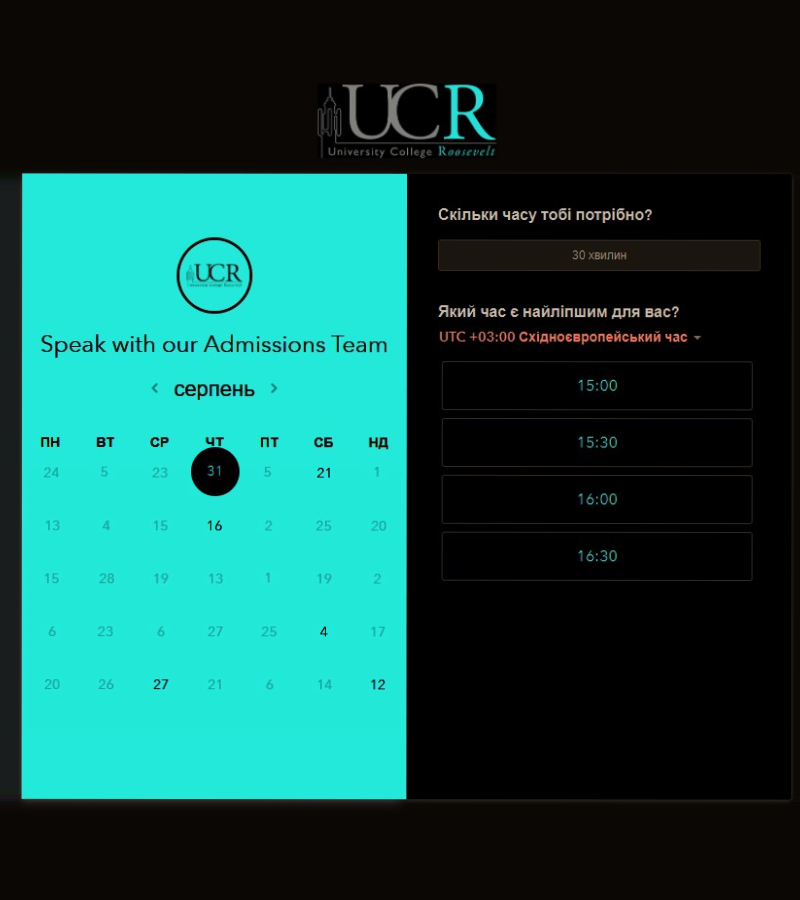 UCR
University College Roosevelt
UCR
Speak with our Admissions Team
серпень
ПН ВТ СР ЧТ ПТ СБ НД
24 5 23 31 5 21 1
13 4 15 16 2 25 20
15 28 19 13 1 19 2
6 23 6 27 25 4 17
20 26 27 21 6 14 12
Скільки часу тобі потрібно?
30 хвилин
Який час є найліпшим для вас?
UTC +03:00 Східноєвропейський час
15:00
15:30
16:00
16:30